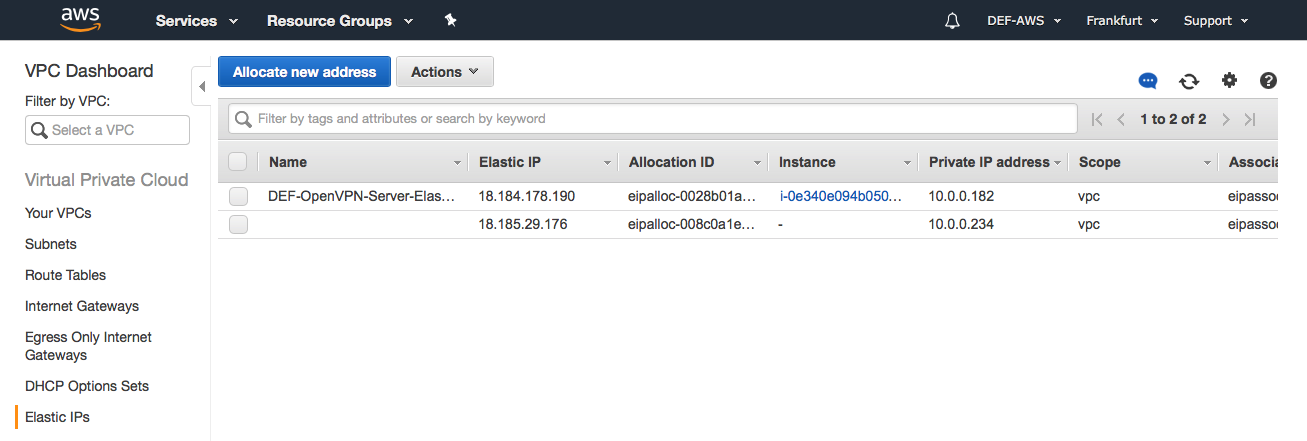 aws Services Resource Groups DEF-AWS Frankfurt Support
VPC Dashboard
Filter by VPC:
Select a VPC
Virtual Private Cloud
Your VPCs
Subnets
Route Tables
Internet Gateways
Egress Only Internet
Gateways
DHCP Options Sets
Elastic IPs
Allocate new address Actions
Filter by tags and attributes or search by keyword 1 to 2 of 2
Name Elastic IP Allocation ID Instance Private IP address Scope Associa
DEF-OpenVPN-Server-Elas... 18.184.178.190 eipalloc-0028b01a... i-0e340e094b050... 10.0.0.182 vpc eipassoc
18.185.29.176 eipalloc-008c0a1e... - 10.0.0.234 vpc eipassoc